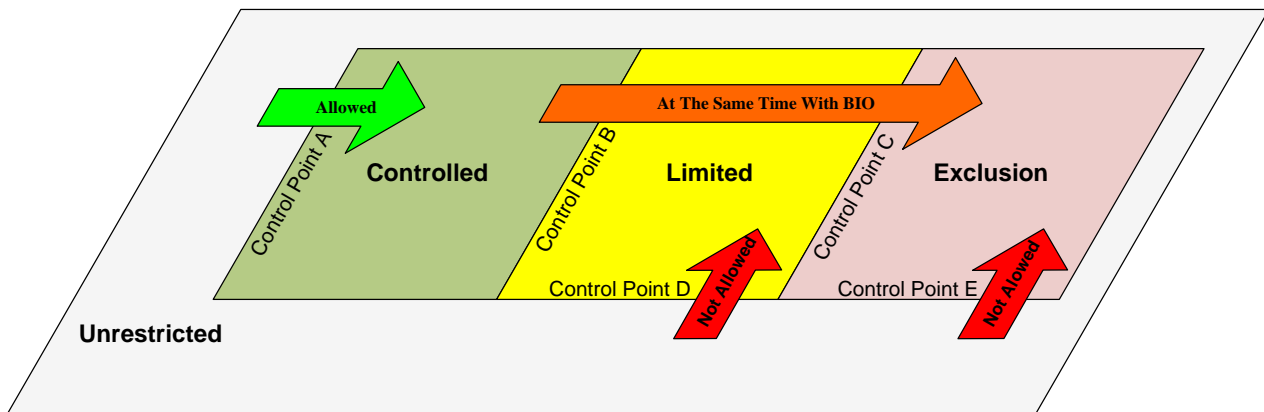 Allowed
At The Same Time With BIO
Control Point A
Control Point B
Control Point C
Controlled
Limited
Exclusion
Not Allowed
Not Alowed
Control Point D
Control Point E
Unrestricted